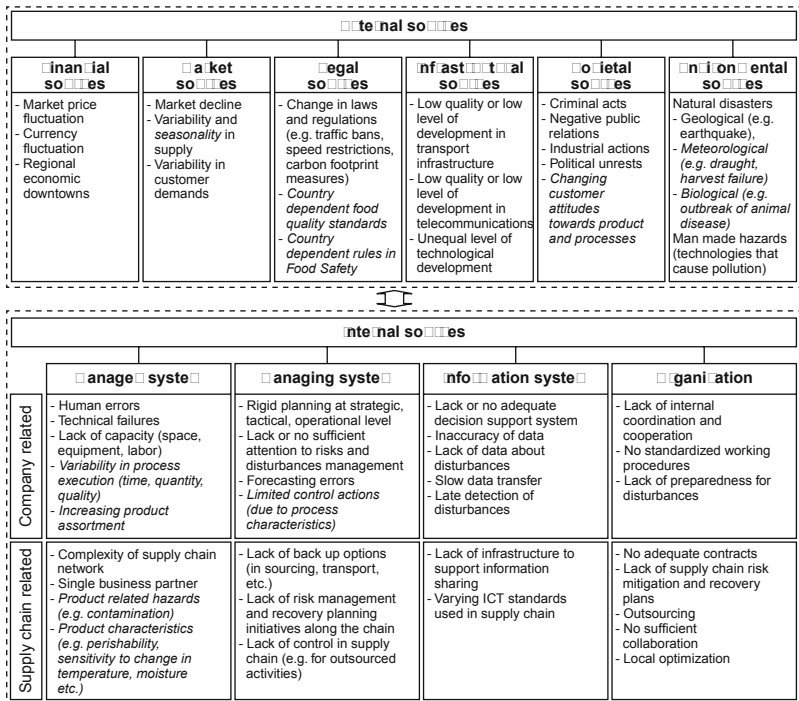 - Market price
fluctuation
- Currency
fluctuation
- Regional
economic
downtowns
- Market decline
- Variability and
seasonality in
supply
- Variability in
customer
demands
- Change in laws
and regulations
(e.g. traffic bans,
speed restrictions,
carbon footprint
measures)
- Country
dependent food
quality standards
- Country
dependent rules in
Food Safety
- Low quality or low
level of
development in
transport
infrastructure
- Low quality or low
level of
development in
telecommunications
- Unequal level of
technological
development
- Criminal acts
- Negative public
relations
- Industrial actions
- Political unrests
- Changing
customer
attitudes
towards product
and processes
Natural disasters
- Geological (e.g.
earthquake),
- Meteorological
(e.g. draught,
harvest failure)
- Biological (e.g.
outbreak of animal
disease)
Man made hazards
(technologies that
cause pollution)
Company related
- Human errors
- Technical failures
- Lack of capacity (space,
equipment, labor)
- Variability in process
execution (time, quantity,
quality)
- Increasing product
assortment
- Rigid planning at strategic,
tactical, operational level
- Lack or no sufficient
attention to risks and
disturbances management
- Forecasting errors
- Limited control actions
(due to process
characteristics)
- Lack or no adequate
decision support system
- Inaccuracy of data
- Lack of data about
disturbances
- Slow data transfer
- Late detection of
disturbances
- Lack of internal
coordination and
cooperation
- No standardized working
procedures
- Lack of preparedness for
disturbances
Supply chain related
- Complexity of supply chain
network
- Single business partner
- Product related hazards
(e.g. contamination)
- Product characteristics
(e.g. perishability,
sensitivity to change in
temperature, moisture
etc.)
- Lack of back up options
(in sourcing, transport,
etc.)
- Lack of risk management
and recovery planning
initiatives along the chain
- Lack of control in supply
chain (e.g. for outsourced
activities)
- Lack of infrastructure to
support information
sharing
- Varying ICT standards
used in supply chain
- No adequate contracts
- Lack of supply chain risk
mitigation and recovery
plans
- Outsourcing
- No sufficient
collaboration
- Local optimization